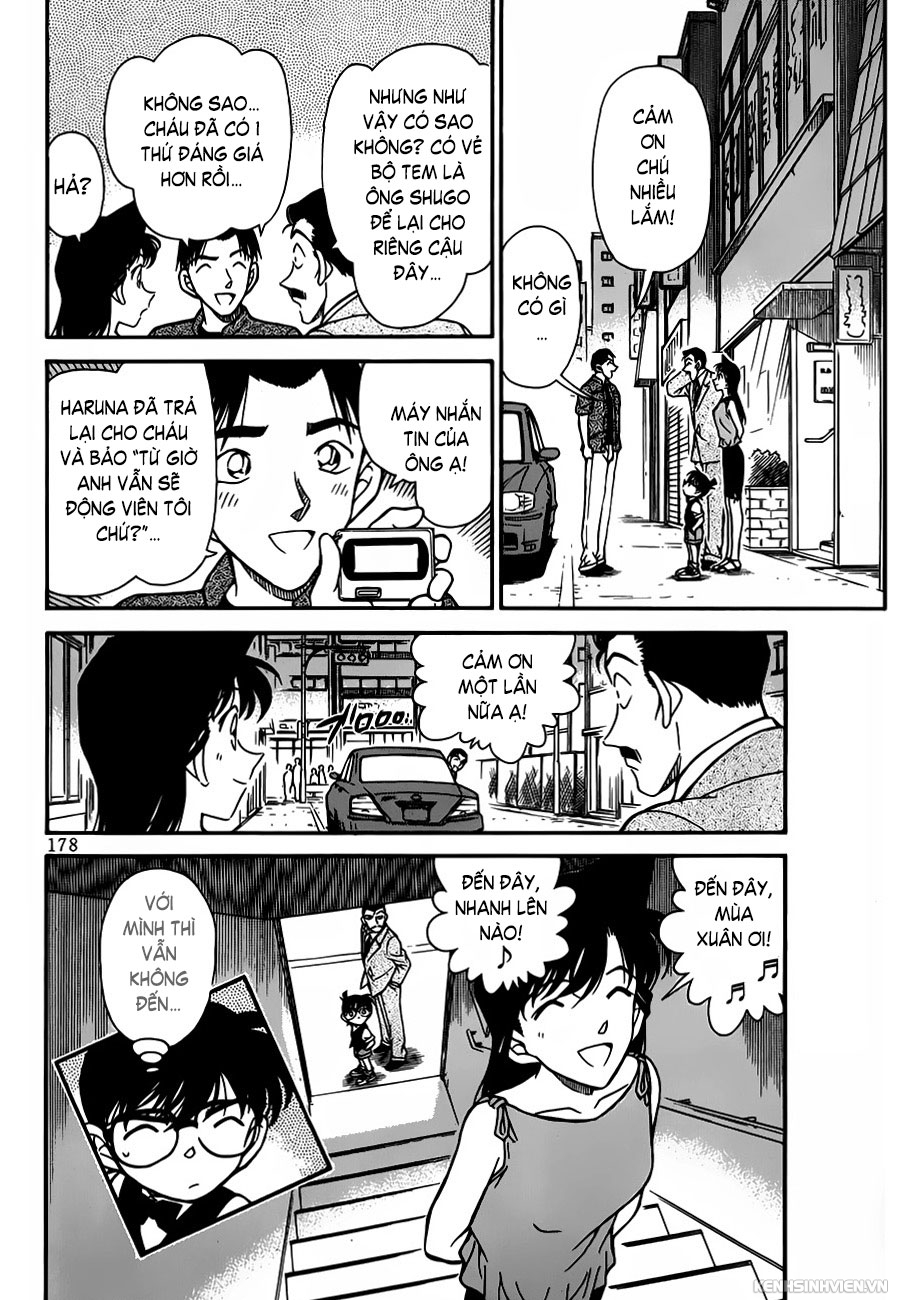 CẢM
ƠN
CHÚ
NHIỀU
LẮM!
KHÔNG
CÓ GÌ
...
NHƯNG NHƯ
VẬY CÓ SAO
KHÔNG? CÓ VẺ
BỘ TEM LÀ
ÔNG SHUGO
ĐỂ LẠI CHO
RIÊNG CẬU
ĐÂY...
KHÔNG SAO...
CHÁU ĐÃ CÓ 1
THỨ ĐÁNG GIÁ
HƠN RỒI...
HẢ?
MÁY NHẮN
TIN CỦA
ÔNG Ạ!
HARUNA ĐÃ TRẢ
LẠI CHO CHÁU
VÀ BẢO "TỪ GIỜ
ANH VẪN SẼ
ĐỘNG VIÊN TÔI
CHỨ?"...
CẢM ƠN
MỘT LẦN
NỮA Ạ!
178
ĐẾN ĐÂY,
MÙA
XUÂN ƠI!
ĐẾN ĐÂY,
NHANH LÊN
NÀO!
VỚI
MÌNH THÌ
VẪN
KHÔNG
ĐẾN...
KENHSINHVIEN.VN